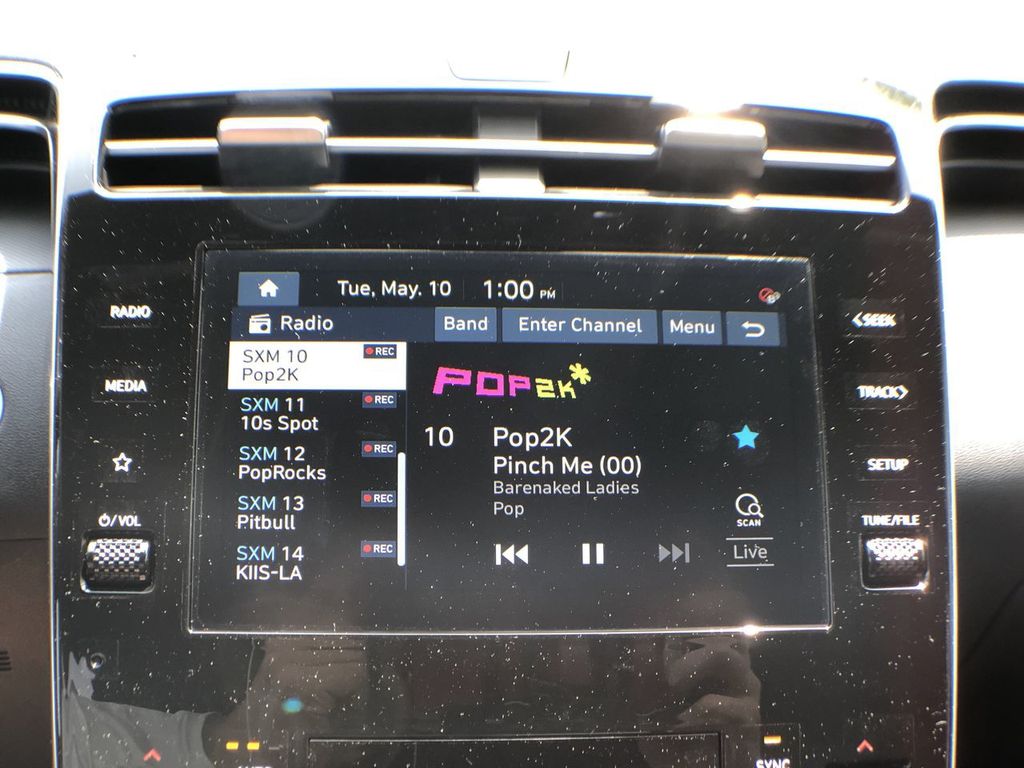 Tue, May. 10 1:00 PM
RADIO
MEDIA
⏻/VOL
Radio
Band
Enter Channel
Menu
SXM 10
REC
Pop2K
SXM 11
REC
10s Spot
SXM 12
REC
PopRocks
SXM 13
REC
Pitbull
SXM 14
REC
KIIS-LA
POP2K*
10
Pop2K
Pinch Me (00)
Barenaked Ladies
Pop
SCAN
Live
<SEEK
TRACK>
SETUP
TUNE/FILE
SYNC